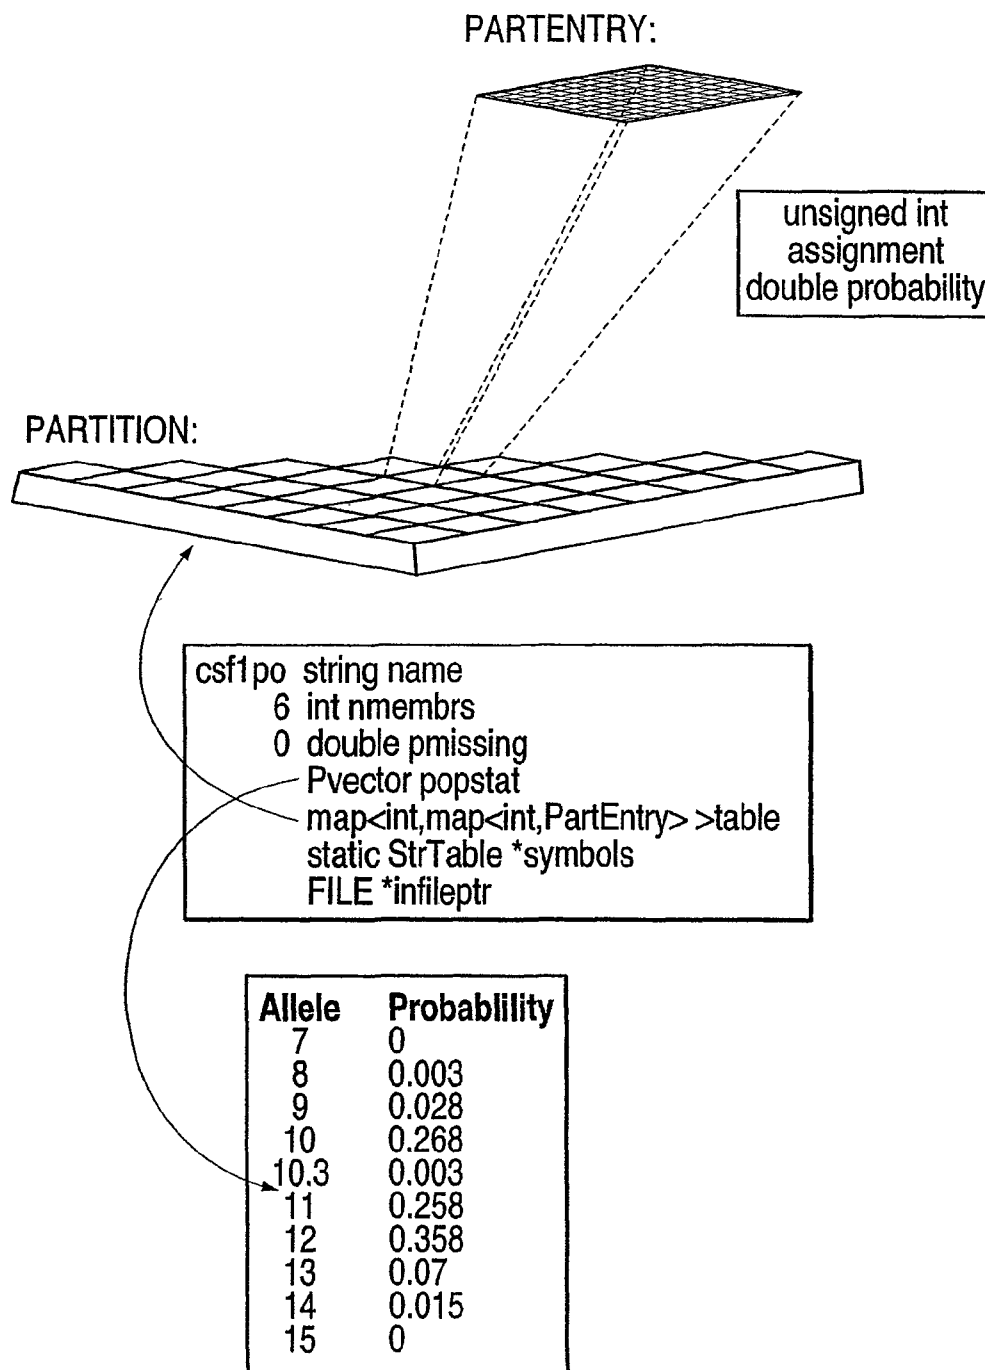 PARTENTRY:
unsigned int
assignment
double probability
PARTITION:
csf1po string name
6 int nmembrs
0 double pmissing
Pvector popstat
map<int,map<int,PartEntry> >table
static StrTable *symbols
FILE *infileptr
Allele Probablility
7 0
8 0.003
9 0.028
10 0.268
10.3 0.003
11 0.258
12 0.358
13 0.07
14 0.015
15 0